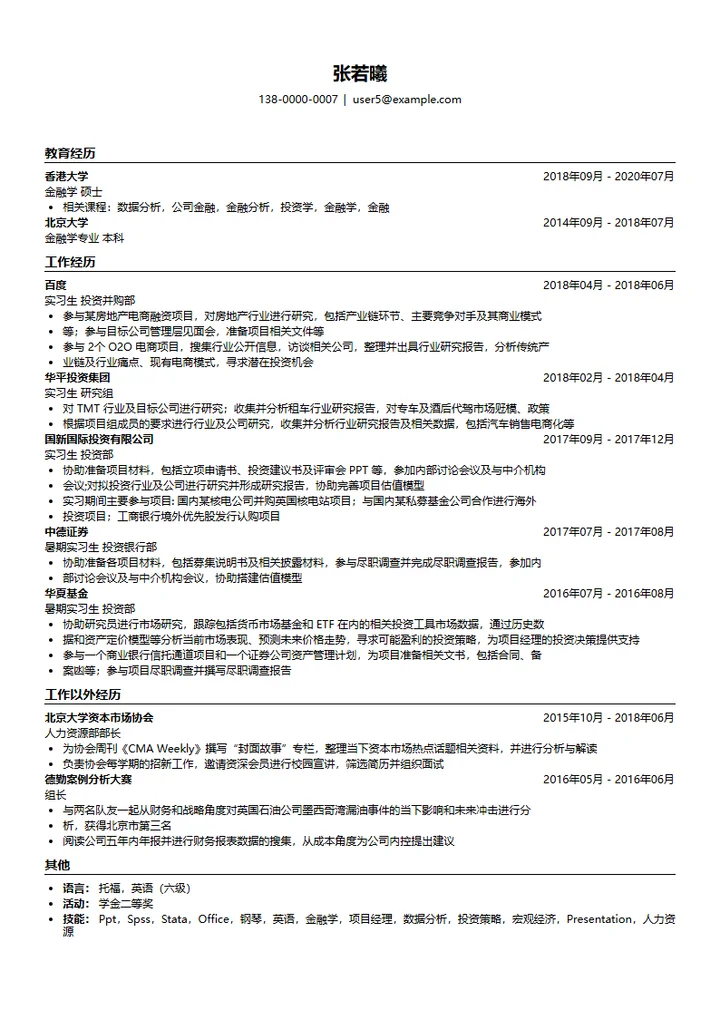 张若曦
138-0000-0007 | user5@example.com
教育经历
香港大学 2018年09月 - 2020年07月
金融学 硕士
• 相关课程：数据分析，公司金融，金融分析，投资学，金融学，金融
北京大学 2014年09月 - 2018年07月
金融学专业 本科
工作经历
百度 2018年04月 - 2018年06月
实习生 投资并购部
• 参与某房地产电商融资项目，对房地产行业进行研究，包括产业链环节、主要竞争对手及其商业模式
• 等；参与目标公司管理层见面会，准备项目相关文件等
• 参与 2个 O2O 电商项目，搜集行业公开信息，访谈相关公司，整理并出具行业研究报告，分析传统产
• 业链及行业痛点、现有电商模式，寻求潜在投资机会
华平投资集团 2018年02月 - 2018年04月
实习生 研究组
• 对 TMT 行业及目标公司进行研究；收集并分析租车行业研究报告，对专车及酒后代驾市场规模、政策
• 根据项目组成员的要求进行行业及公司研究，收集并分析行业研究报告及相关数据，包括汽车销售电商化等
国新国际投资有限公司 2017年09月 - 2017年12月
实习生 投资部
• 协助准备项目材料，包括立项申请书、投资建议书及评审会 PPT 等，参加内部讨论会议及与中介机构
• 会议;对拟投资行业及公司进行研究并形成研究报告，协助完善项目估值模型
• 实习期间主要参与项目: 国内某核电公司并购英国核电站项目；与国内某私募基金公司合作进行海外
• 投资项目；工商银行境外优先股发行认购项目
中德证券 2017年07月 - 2017年08月
暑期实习生 投资银行部
• 协助准备各项目材料，包括募集说明书及相关披露材料，参与尽职调查并完成尽职调查报告，参加内
• 部讨论会议及与中介机构会议，协助搭建估值模型
华夏基金 2016年07月 - 2016年08月
暑期实习生 投资部
• 协助研究员进行市场研究，跟踪包括货币市场基金和 ETF 在内的相关投资工具市场数据，通过历史数
• 据和资产定价模型等分析当前市场表现、预测未来价格走势，寻求可能盈利的投资策略，为项目经理的投资决策提供支持
• 参与一个商业银行信托通道项目和一个证券公司资产管理计划，为项目准备相关文书，包括合同、备
• 案函等；参与项目尽职调查并撰写尽职调查报告
工作以外经历
北京大学资本市场协会 2015年10月 - 2018年06月
人力资源部部长
• 为协会周刊《CMA Weekly》撰写“封面故事”专栏，整理当下资本市场热点话题相关资料，并进行分析与解读
• 负责协会每学期的招新工作，邀请资深会员进行校园宣讲，筛选简历并组织面试
德勤案例分析大赛 2016年05月 - 2016年06月
组长
• 与两名队友一起从财务和战略角度对英国石油公司墨西哥湾漏油事件的当下影响和未来冲击进行分
• 析，获得北京市第三名
• 阅读公司五年内年报并进行财务报表数据的搜集，从成本角度为公司内控提出建议
其他
• 语言： 托福，英语（六级）
• 活动： 学金二等奖
• 技能： Ppt，Spss，Stata，Office，钢琴，英语，金融学，项目经理，数据分析，投资策略，宏观经济，Presentation，人力资
源